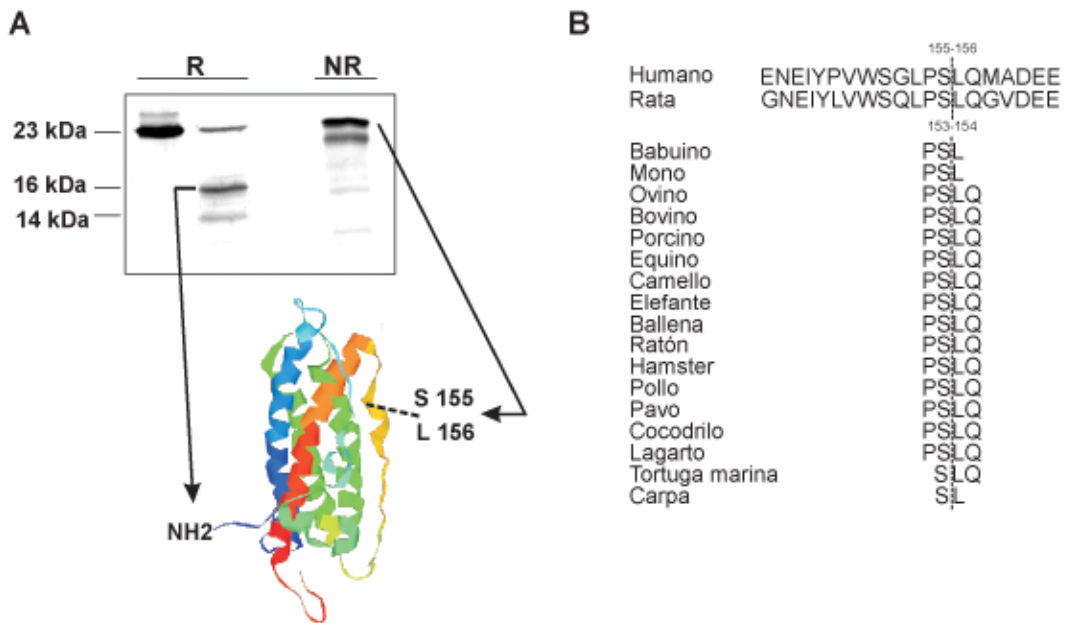 A
R NR
23 kDa
16 kDa
14 kDa
S 155
L 156
NH2
B
155-156
Humano ENEIYPVWSGLPSLQMADEE
Rata GNEIYLVWSQLPSLQGVDEE
153-154
Babuino PSL
Mono PSL
Ovino PSLQ
Bovino PSLQ
Porcino PSLQ
Equino PSLQ
Camello PSLQ
Elefante PSLQ
Ballena PSLQ
Ratón PSLQ
Hamster PSLQ
Pollo PSLQ
Pavo PSLQ
Cocodrilo PSLQ
Lagarto PSLQ
Tortuga marina SLQ
Carpa SL